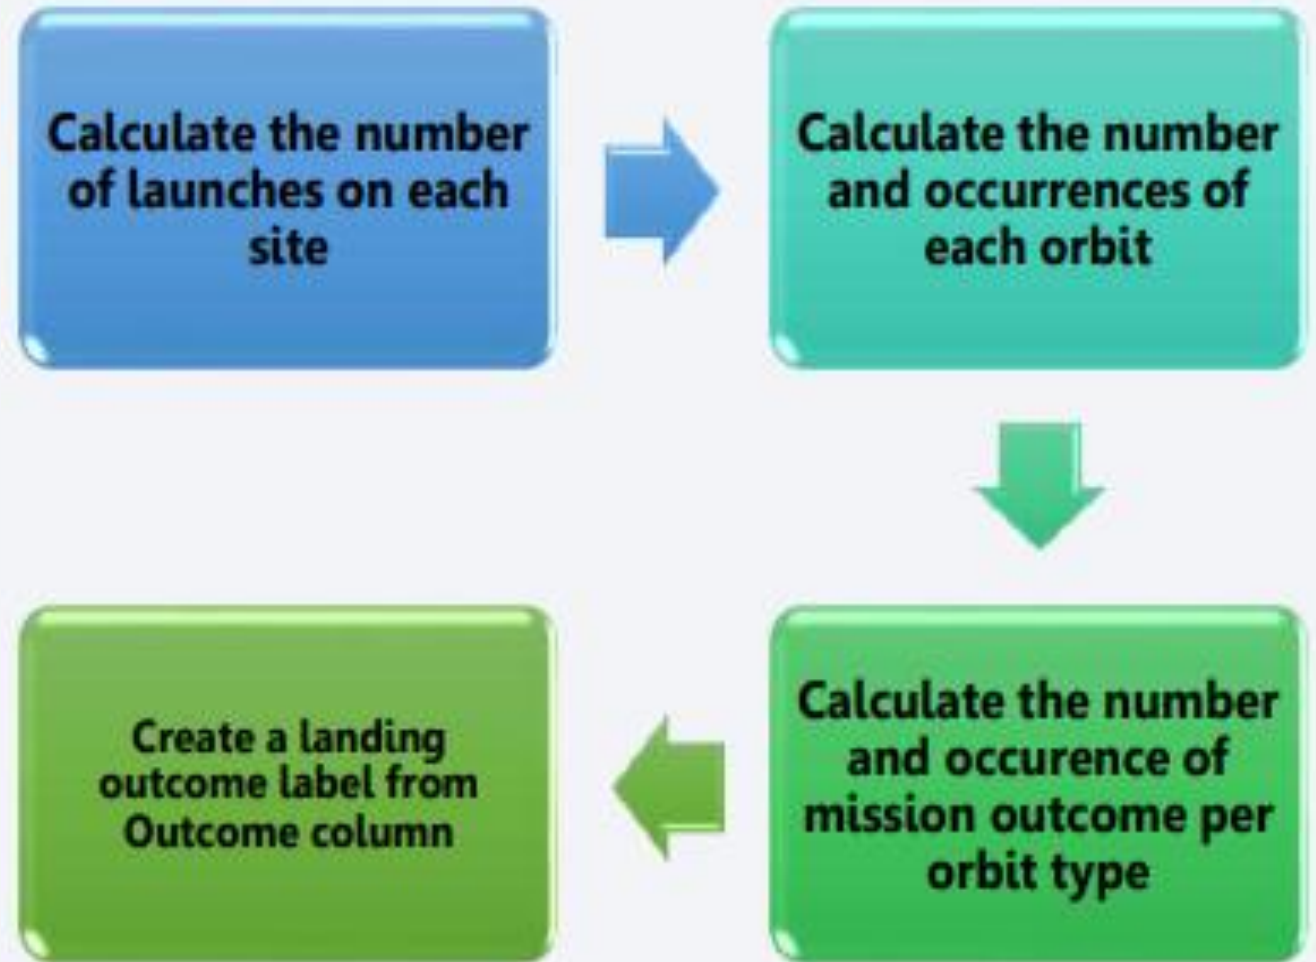 Calculate the number
of launches on each
site
Calculate the number
and occurrences of
each orbit
Calculate the number
and occurence of
mission outcome per
orbit type
Create a landing
outcome label from
Outcome column